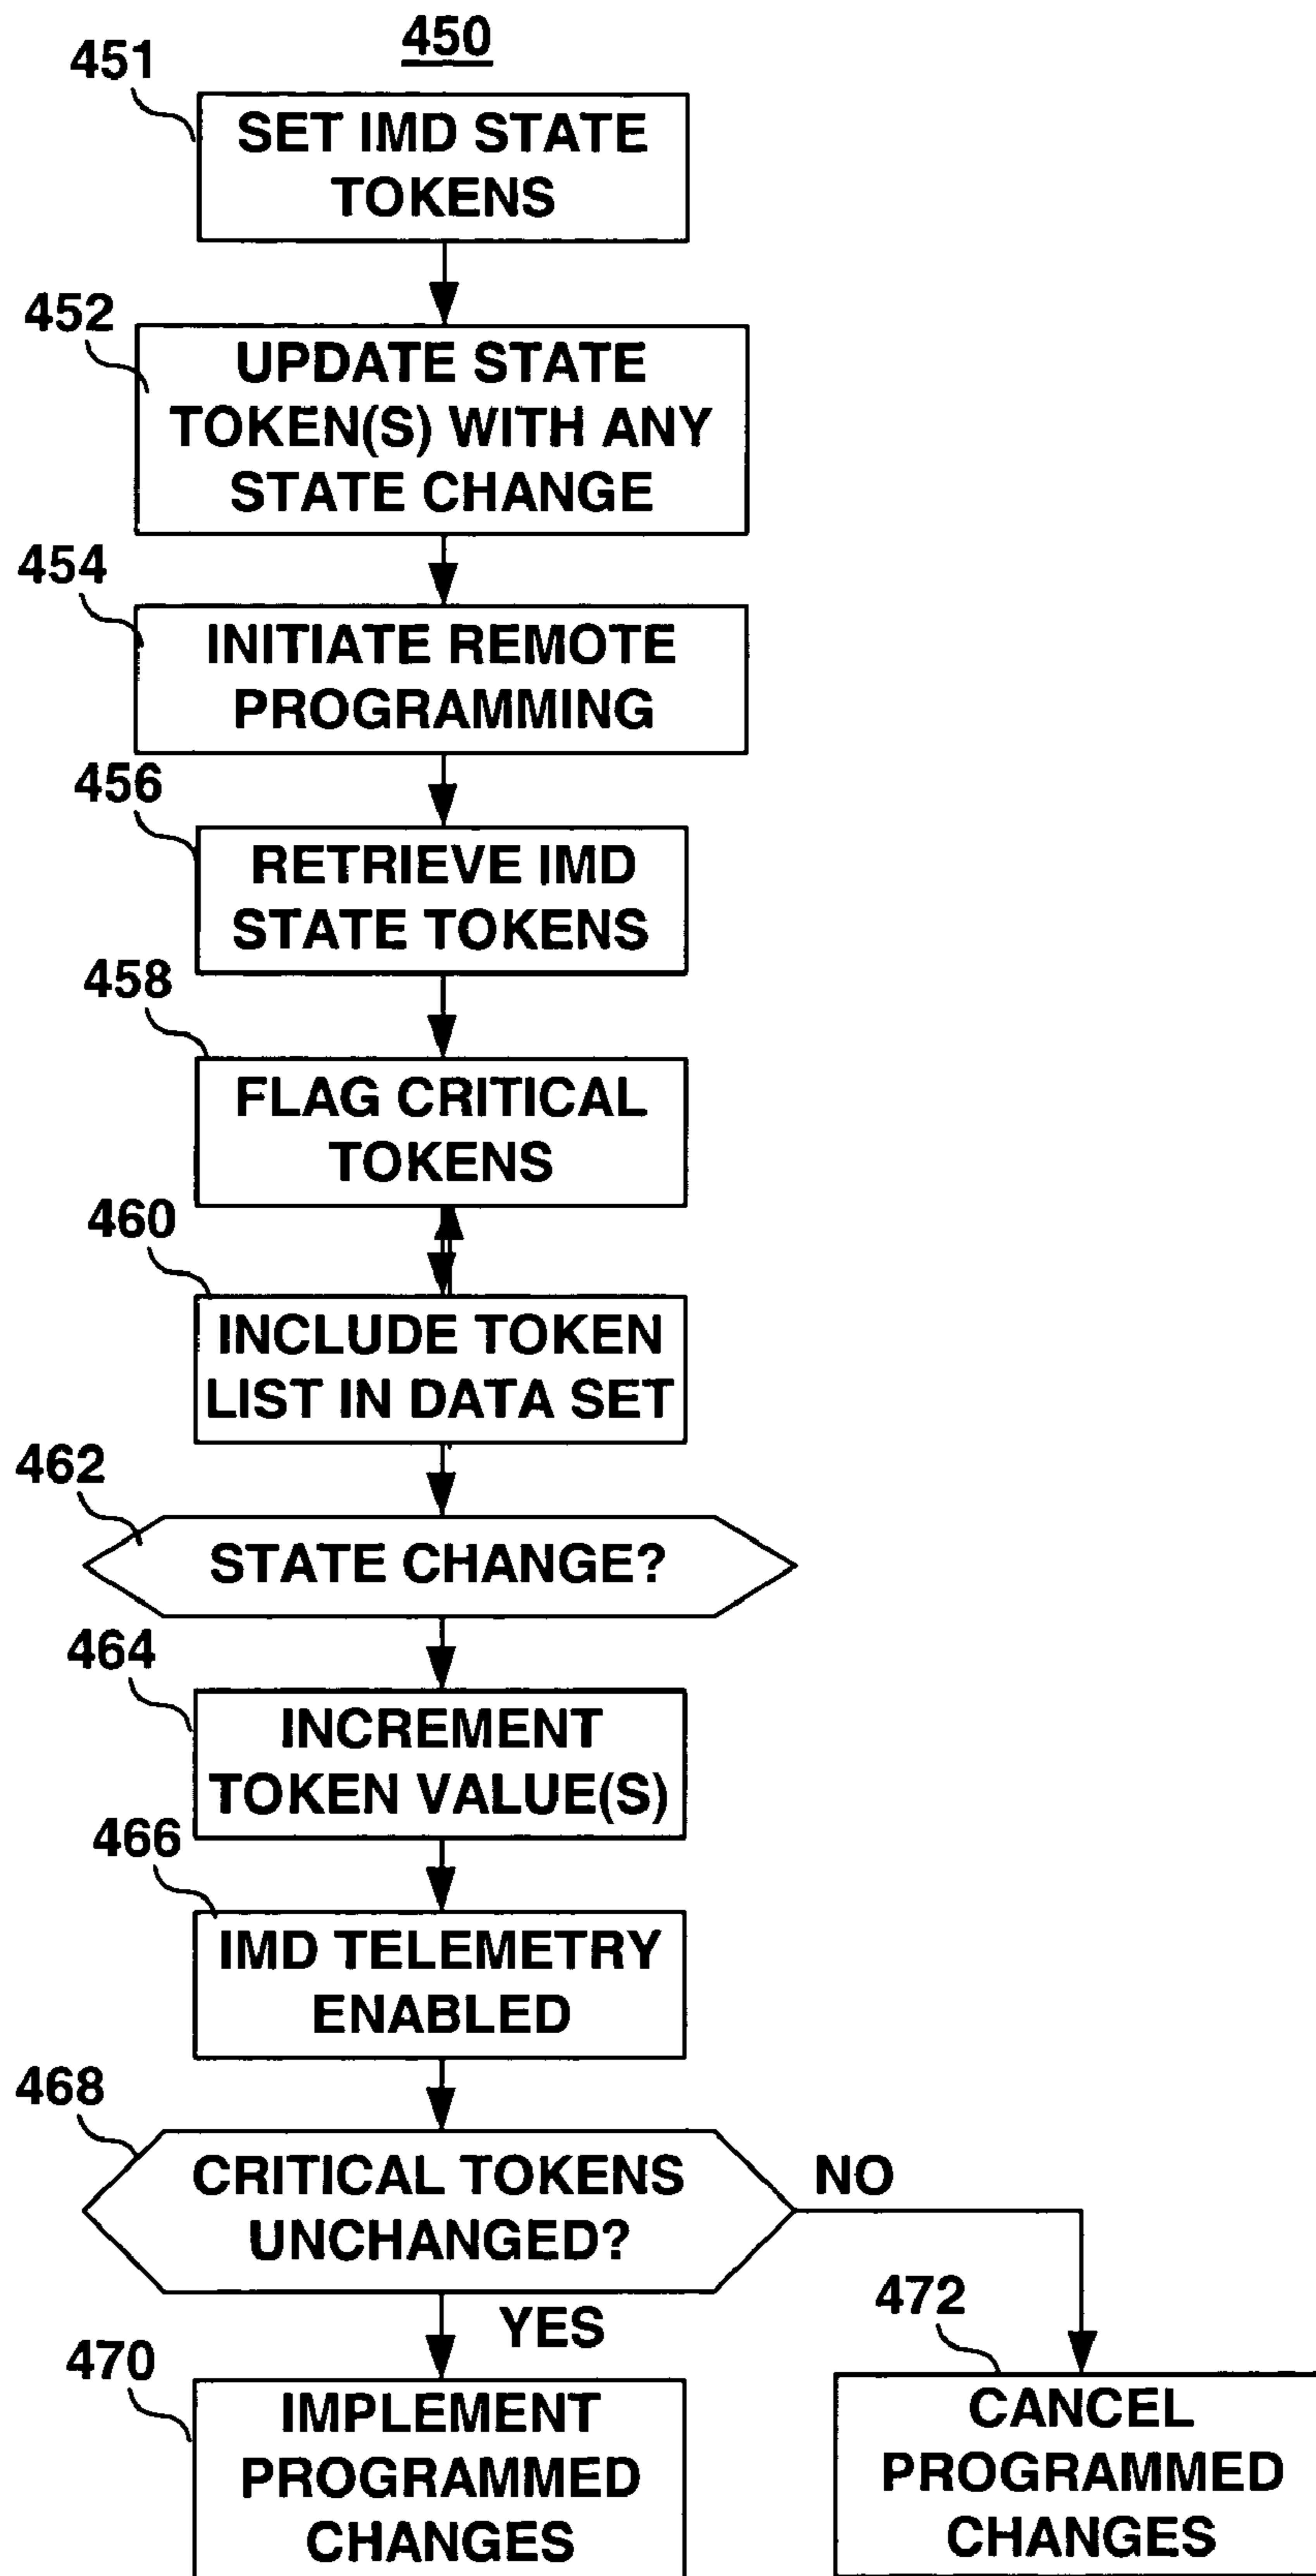 450
451
SET IMD STATE
TOKENS
452
UPDATE STATE
TOKEN(S) WITH ANY
STATE CHANGE
454
INITIATE REMOTE
PROGRAMMING
456
RETRIEVE IMD
STATE TOKENS
458
FLAG CRITICAL
TOKENS
460
INCLUDE TOKEN
LIST IN DATA SET
462
STATE CHANGE?
464
INCREMENT
TOKEN VALUE(S)
466
IMD TELEMETRY
ENABLED
468
CRITICAL TOKENS
UNCHANGED?
NO
YES
470
IMPLEMENT
PROGRAMMED
CHANGES
472
CANCEL
PROGRAMMED
CHANGES